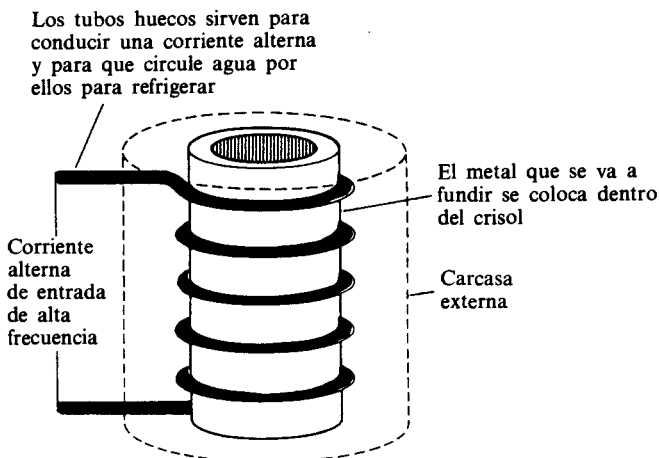 Los tubos huecos sirven para
conducir una corriente alterna
y para que circule agua por
ellos para refrigerar
El metal que se va a
fundir se coloca dentro
del crisol
Corriente
alterna
de entrada
de alta
frecuencia
Carcasa
externa